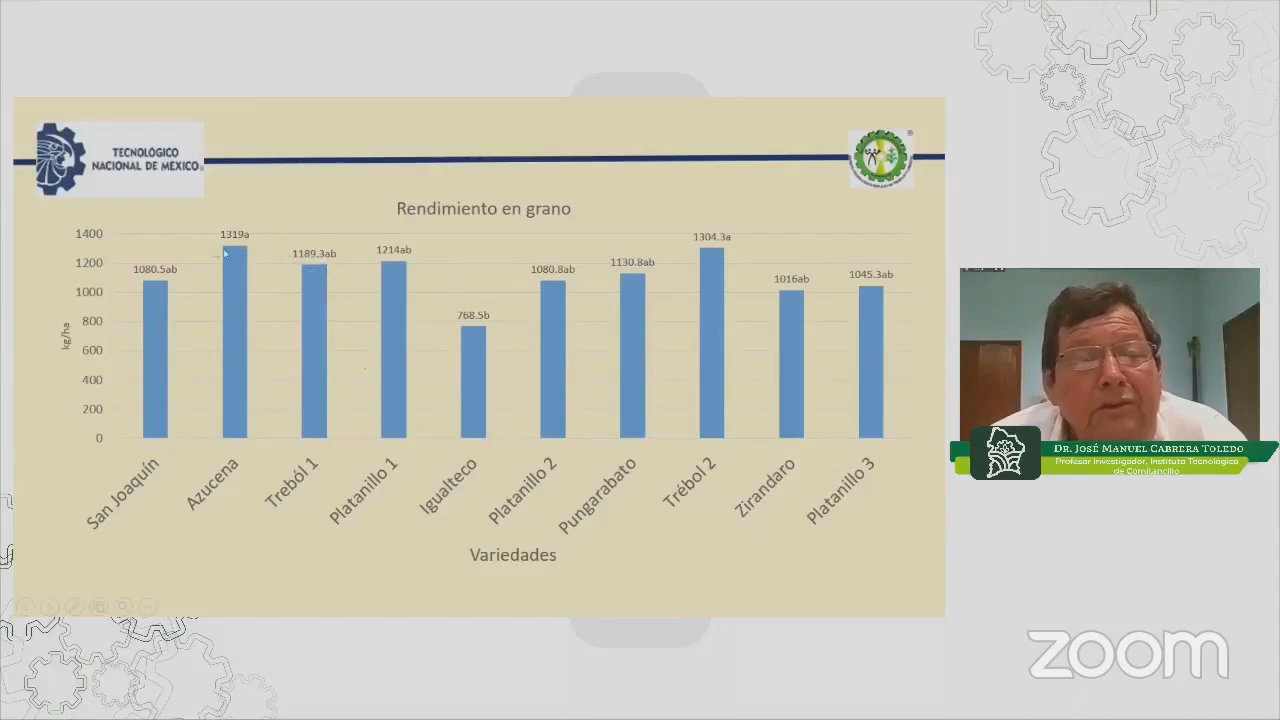 TECNOLÓGICO
NACIONAL DE MÉXICO®
Rendimiento en grano
1400
1200
1000
800
600
400
200
0
kg/ha
1080.5ab
1319a
1189.3ab
1214ab
768.5b
1080.8ab
1130.8ab
1304.3a
1016ab
1045.3ab
San Joaquín
Azucena
Treból 1
Platanillo 1
Igualteco
Platanillo 2
Pungarabato
Trébol 2
Zirandaro
Platanillo 3
Variedades
DR. JOSÉ MANUEL CABRERA TOLEDO
Profesor Investigador, Instituto Tecnológico
de Comitancillo
zoom